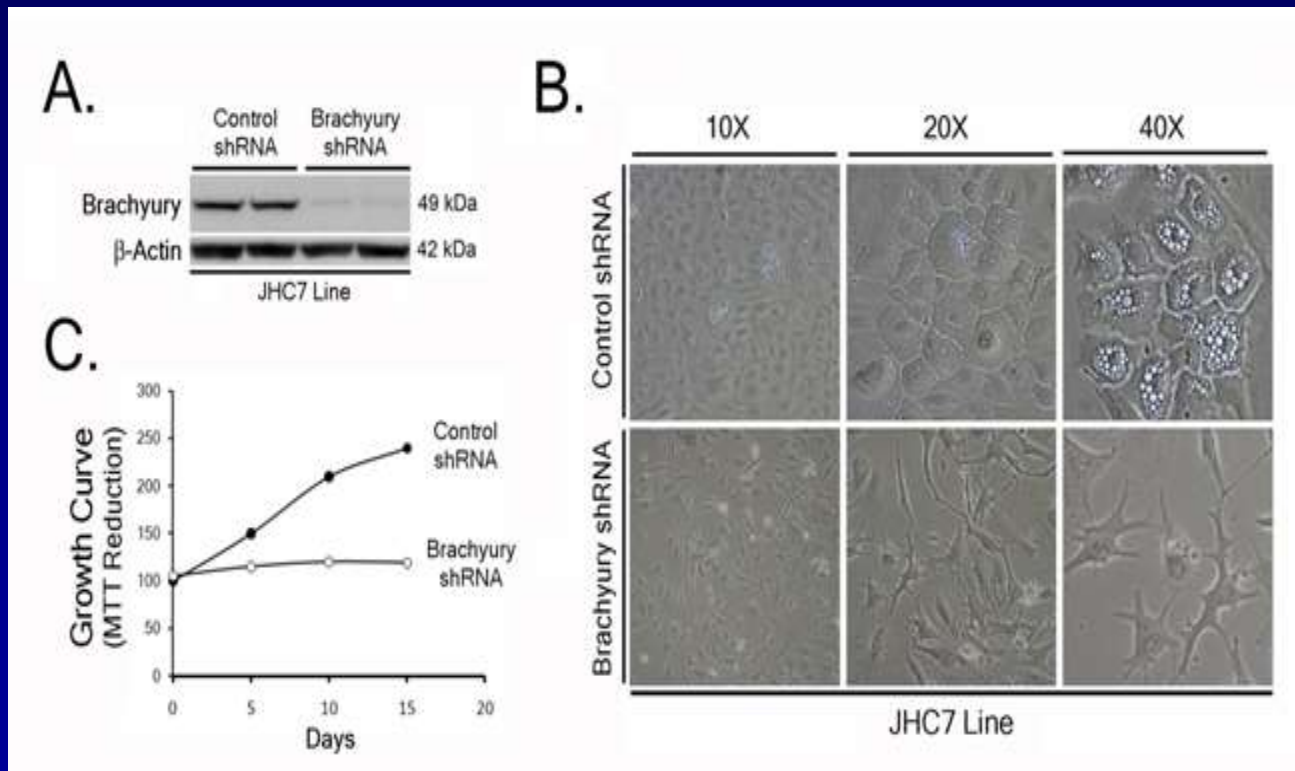 A.
Control
shRNA
Brachyury
shRNA
Brachyury
49 kDa
β-Actin
42 kDa
JHC7 Line
B.
10X
20X
40X
Control shRNA
Brachyury shRNA
JHC7 Line
C.
Growth Curve
(MTT Reduction)
300
250
200
150
100
50
0
Control
shRNA
Brachyury
shRNA
0
5
10
15
20
Days